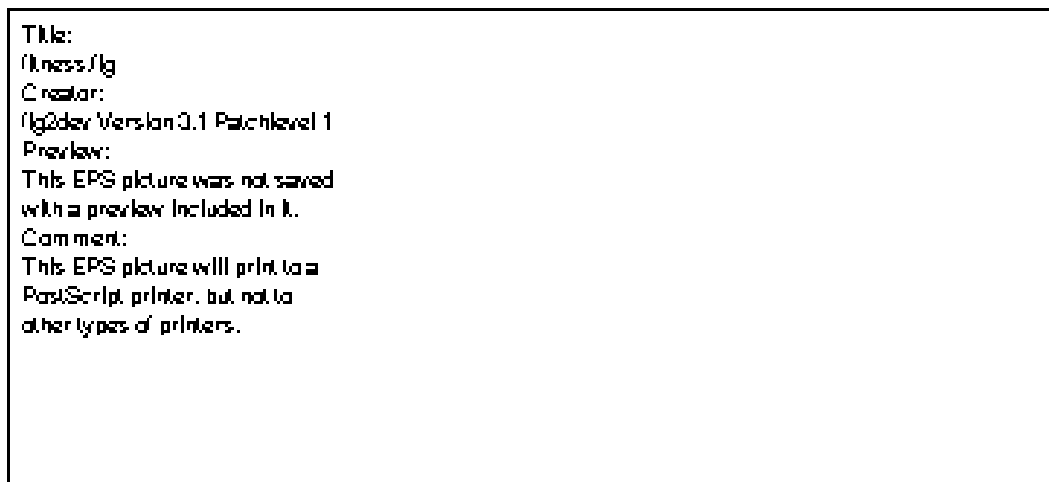 Title:
fitness.fig
Creator:
fig2dev Version 3.1 Patchlevel 1
Preview:
This EPS picture was not saved
with a preview included in it.
Comment:
This EPS picture will print to a
PostScript printer, but not to
other types of printers.